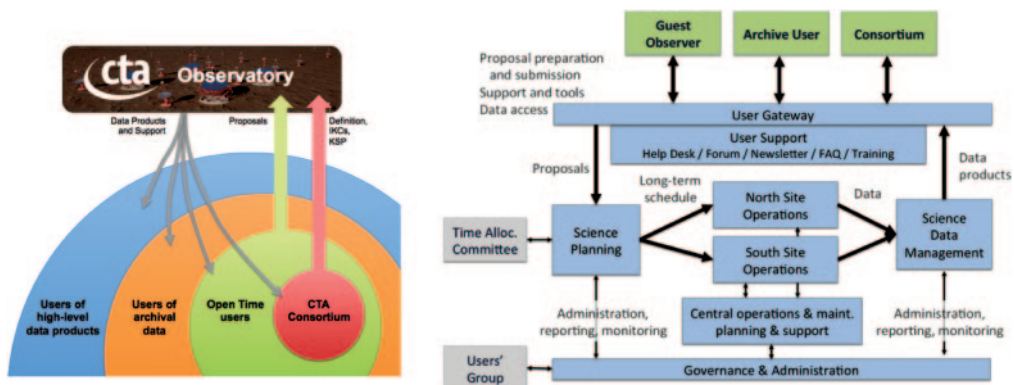 cta Observatory
Data Products
and Support
Proposals
Definition,
IKCs,
KSP
Users of
high-level
data products
Users of
archival
data
Open Time
users
CTA
Consortium
Guest
Observer
Archive User
Consortium
Proposal preparation
and submission
Support and tools
Data access
User Gateway
User Support
Help Desk / Forum / Newsletter / FAQ / Training
Proposals
Long-term
schedule
Data
Data
products
Time Alloc.
Committee
Science
Planning
North Site
Operations
South Site
Operations
Science
Data
Management
Administration,
reporting, monitoring
Central operations & maint.
planning & support
Administration,
reporting, monitoring
Users'
Group
Governance & Administration